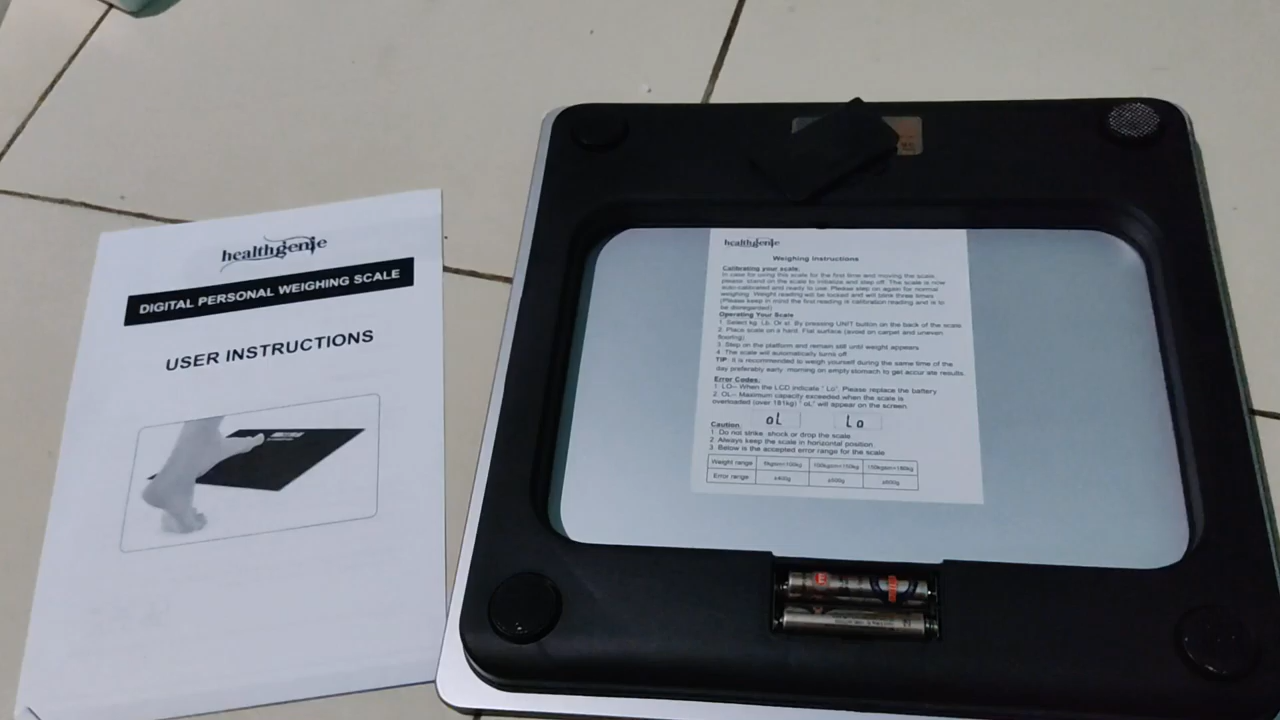 healthgenie
DIGITAL PERSONAL WEIGHING SCALE
USER INSTRUCTIONS
healthgenie
Weighing Instructions
Calibrating your scale:
In case for using this scale for the first time and moving the scale,
please, stand on the scale to initialize and step off. The scale is now
auto-calibrated and ready to use. Please step on again for normal
weighing. Weight reading will be locked and will blink three times
(Please keep in mind the first reading is calibration reading and is to
be disregarded)
Operating Your Scale
1. Select kg. Lb. Or st. By pressing UNIT button on the back of the scale
2. Place scale on a hard. Flat surface (avoid on carpet and uneven
flooring)
3. Step on the platform and remain still until weight appears
4. The scale will automatically turns off
TIP: It is recommended to weigh yourself during the same time of the
day preferably early morning on empty stomach to get accur ate results.
Error Codes:
1. LO-- When the LCD indicate " Lo". Please replace the battery
2. OL-- Maximum capacity exceeded when the scale is
overloaded (over 181kg) " oL" will appear on the screen
oL Lo
Caution
1. Do not strike, shock or drop the scale
2. Always keep the scale in horizontal position
3. Below is the accepted error range for the scale
Weight range
Error range ±400g ±500g ±600g